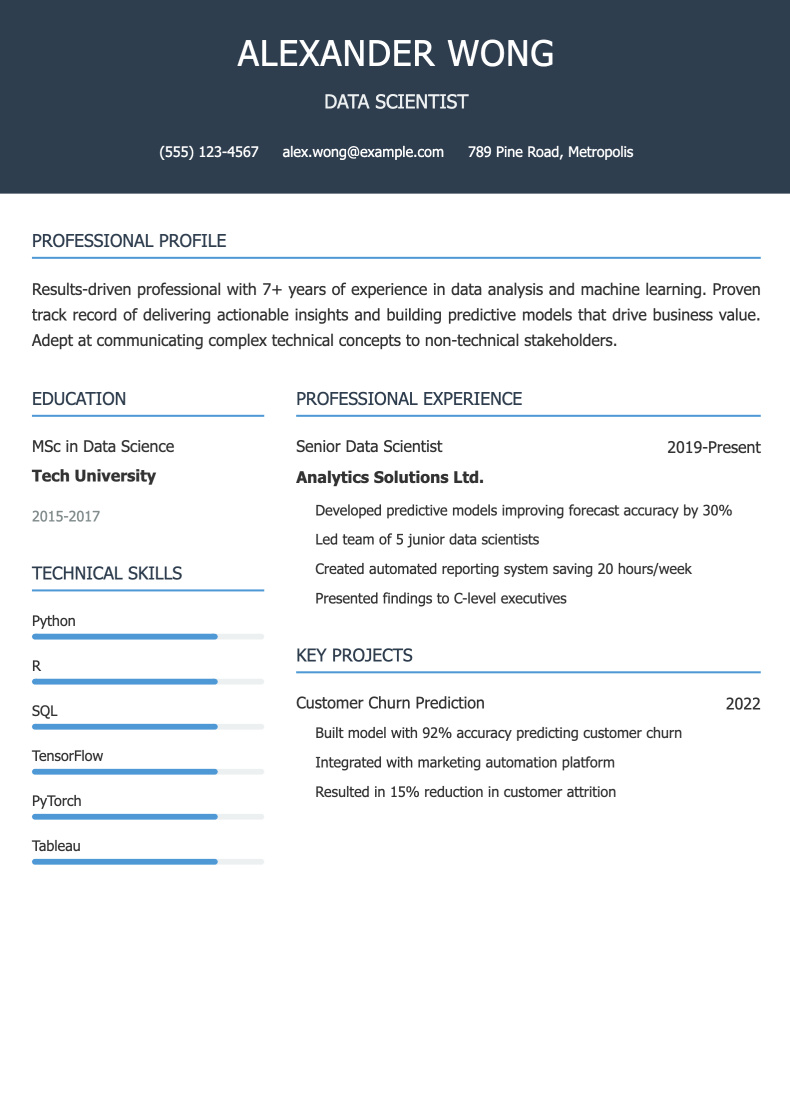 ALEXANDER WONG
DATA SCIENTIST
(555) 123-4567 alex.wong@example.com 789 Pine Road, Metropolis
PROFESSIONAL PROFILE
Results-driven professional with 7+ years of experience in data analysis and machine learning. Proven
track record of delivering actionable insights and building predictive models that drive business value.
Adept at communicating complex technical concepts to non-technical stakeholders.
EDUCATION
MSc in Data Science
Tech University
2015-2017
TECHNICAL SKILLS
Python
R
SQL
TensorFlow
PyTorch
Tableau
PROFESSIONAL EXPERIENCE
Senior Data Scientist 2019-Present
Analytics Solutions Ltd.
Developed predictive models improving forecast accuracy by 30%
Led team of 5 junior data scientists
Created automated reporting system saving 20 hours/week
Presented findings to C-level executives
KEY PROJECTS
Customer Churn Prediction 2022
Built model with 92% accuracy predicting customer churn
Integrated with marketing automation platform
Resulted in 15% reduction in customer attrition